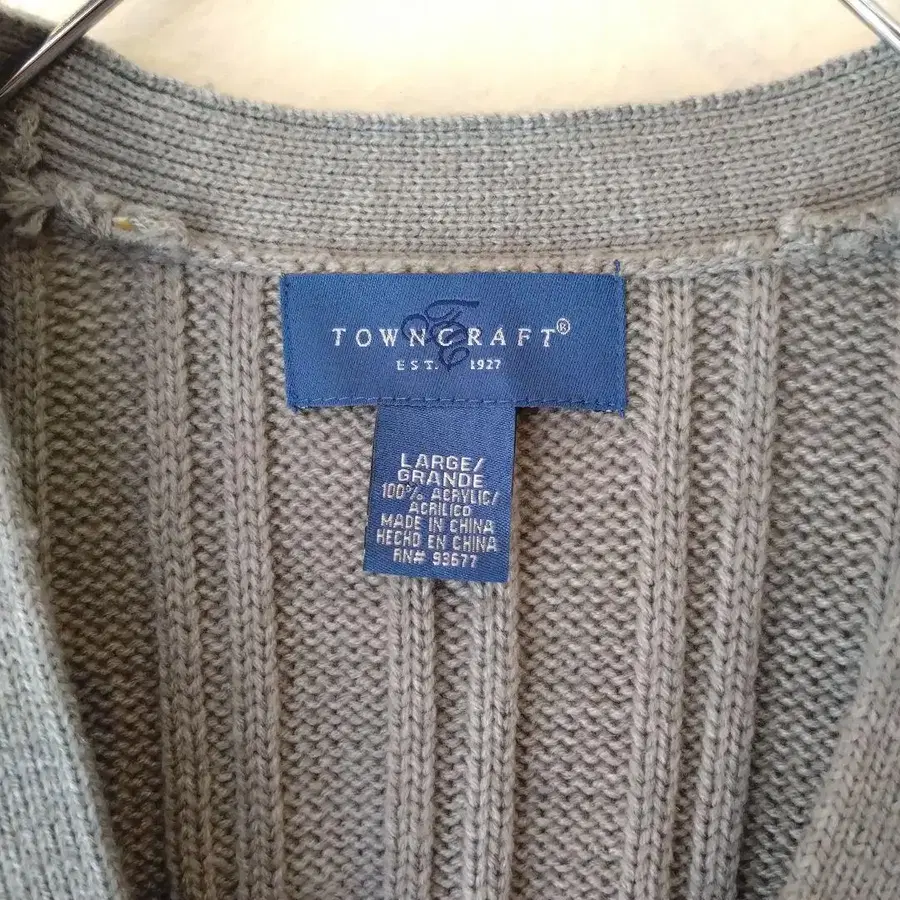 TOWNCRAFT®
EST. 1927
LARGE/
GRANDE
100% ACRYLIC/
ACRILICO
MADE IN CHINA
HECHO EN CHINA
RN# 93677